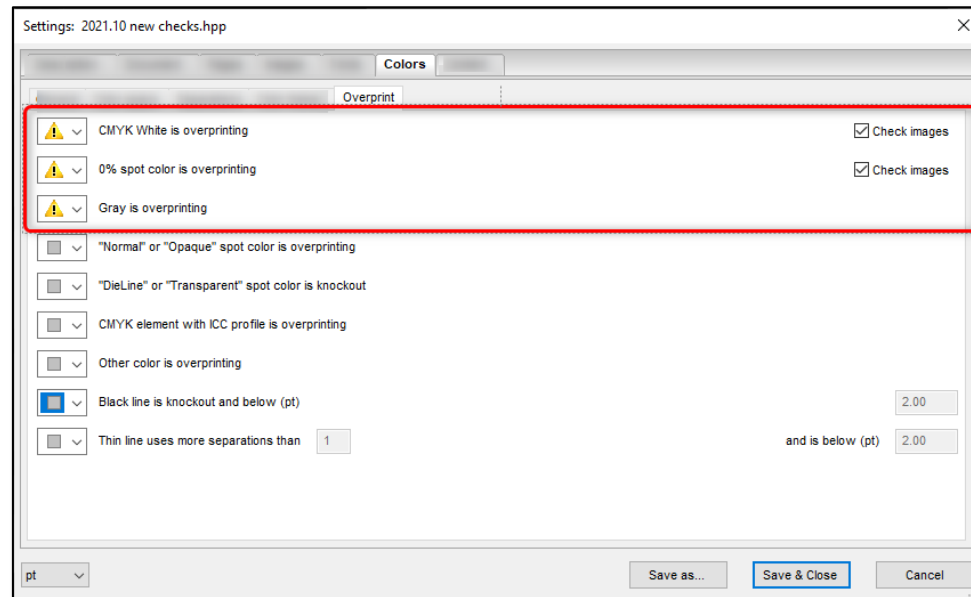 Settings: 2021.10 new checks.hpp
Colors
Overprint
CMYK White is overprinting Check images
0% spot color is overprinting Check images
Gray is overprinting
"Normal" or "Opaque" spot color is overprinting
"DieLine" or "Transparent" spot color is knockout
CMYK element with ICC profile is overprinting
Other color is overprinting
Black line is knockout and below (pt) 2.00
Thin line uses more separations than 1 and is below (pt) 2.00
pt Save as... Save & Close Cancel